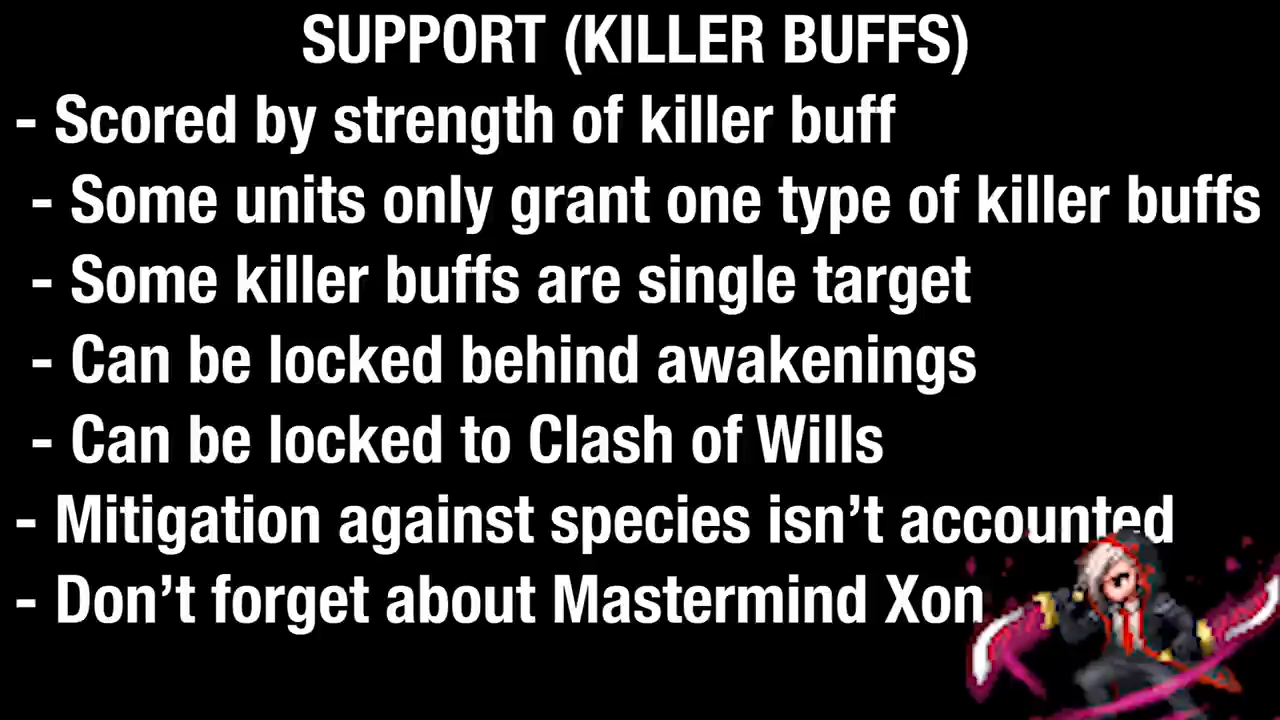 SUPPORT (KILLER BUFFS)
- Scored by strength of killer buff
- Some units only grant one type of killer buffs
- Some killer buffs are single target
- Can be locked behind awakenings
- Can be locked to Clash of Wills
- Mitigation against species isn’t accounted
- Don’t forget about Mastermind Xon